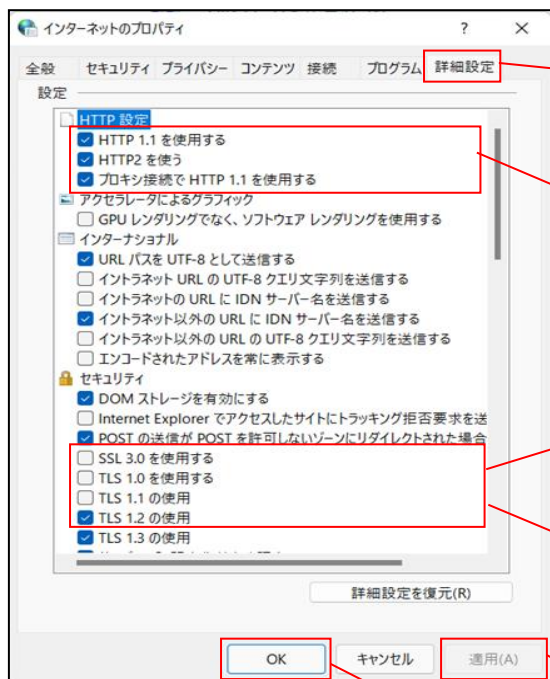 インターネットのプロパティ ? ×
全般 セキュリティ プライバシー コンテンツ 接続 プログラム 詳細設定
設定
HTTP 設定
HTTP 1.1 を使用する
HTTP2 を使う
プロキシ接続で HTTP 1.1 を使用する
アクセラレータによるグラフィック
GPU レンダリングでなく、ソフトウェア レンダリングを使用する
インターナショナル
URL パスを UTF-8 として送信する
イントラネット URL の UTF-8 クエリ文字列を送信する
イントラネットの URL に IDN サーバー名を送信する
イントラネット以外の URL に IDN サーバー名を送信する
イントラネット以外の URL の UTF-8 クエリ文字列を送信する
エンコードされたアドレスを常に表示する
セキュリティ
DOM ストレージを有効にする
Internet Explorer でアクセスしたサイトにトラッキング拒否要求を送
POST の送信が POST を許可しないゾーンにリダイレクトされた場合
SSL 3.0 を使用する
TLS 1.0 を使用する
TLS 1.1 の使用
TLS 1.2 の使用
TLS 1.3 の使用
詳細設定を復元(R)
OK キャンセル 適用(A)